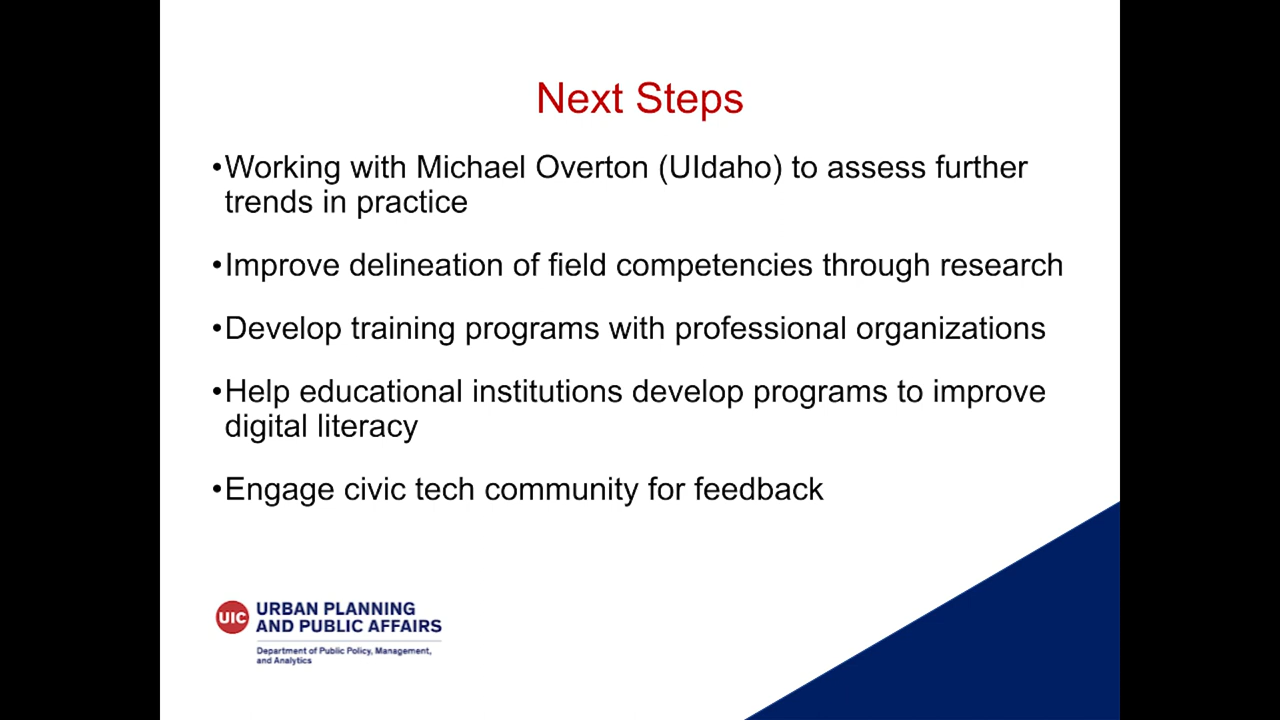 Next Steps
•Working with Michael Overton (UIdaho) to assess further
trends in practice
•Improve delineation of field competencies through research
•Develop training programs with professional organizations
•Help educational institutions develop programs to improve
digital literacy
•Engage civic tech community for feedback
UIC
URBAN PLANNING
AND PUBLIC AFFAIRS
Department of Public Policy, Management,
and Analytics